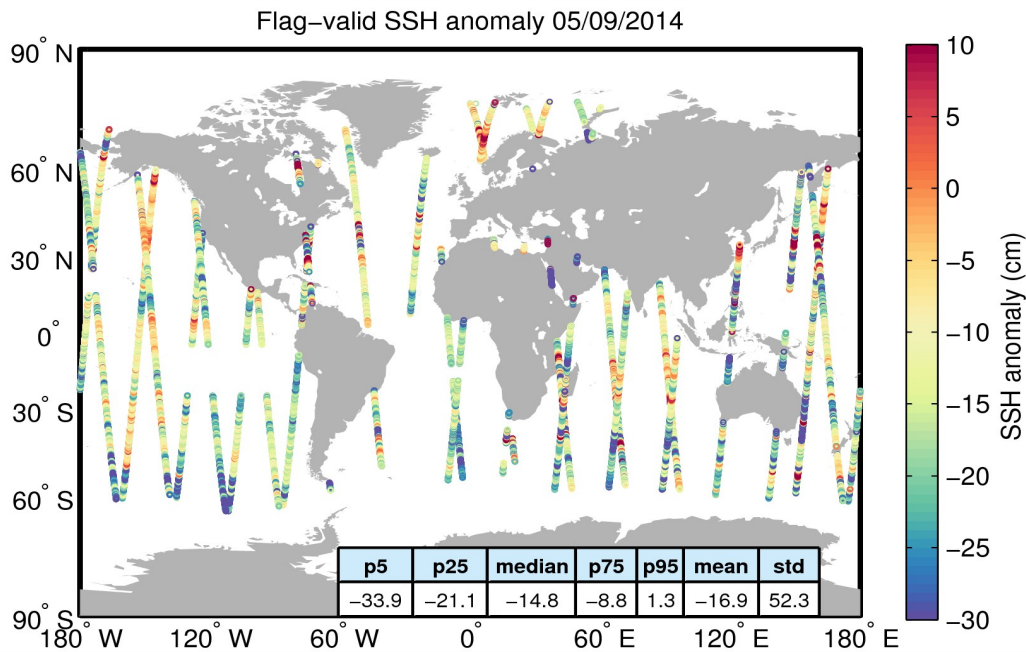 Flag−valid SSH anomaly 05/09/2014
90° N
60° N
30° N
0°
30° S
60° S
90° S
180° W
120° W
60° W
0°
60° E
120° E
180° E
p5 p25 median p75 p95 mean std
−33.9 −21.1 −14.8 −8.8 1.3 −16.9 52.3
10
5
0
−5
−10
−15
−20
−25
−30
SSH anomaly (cm)